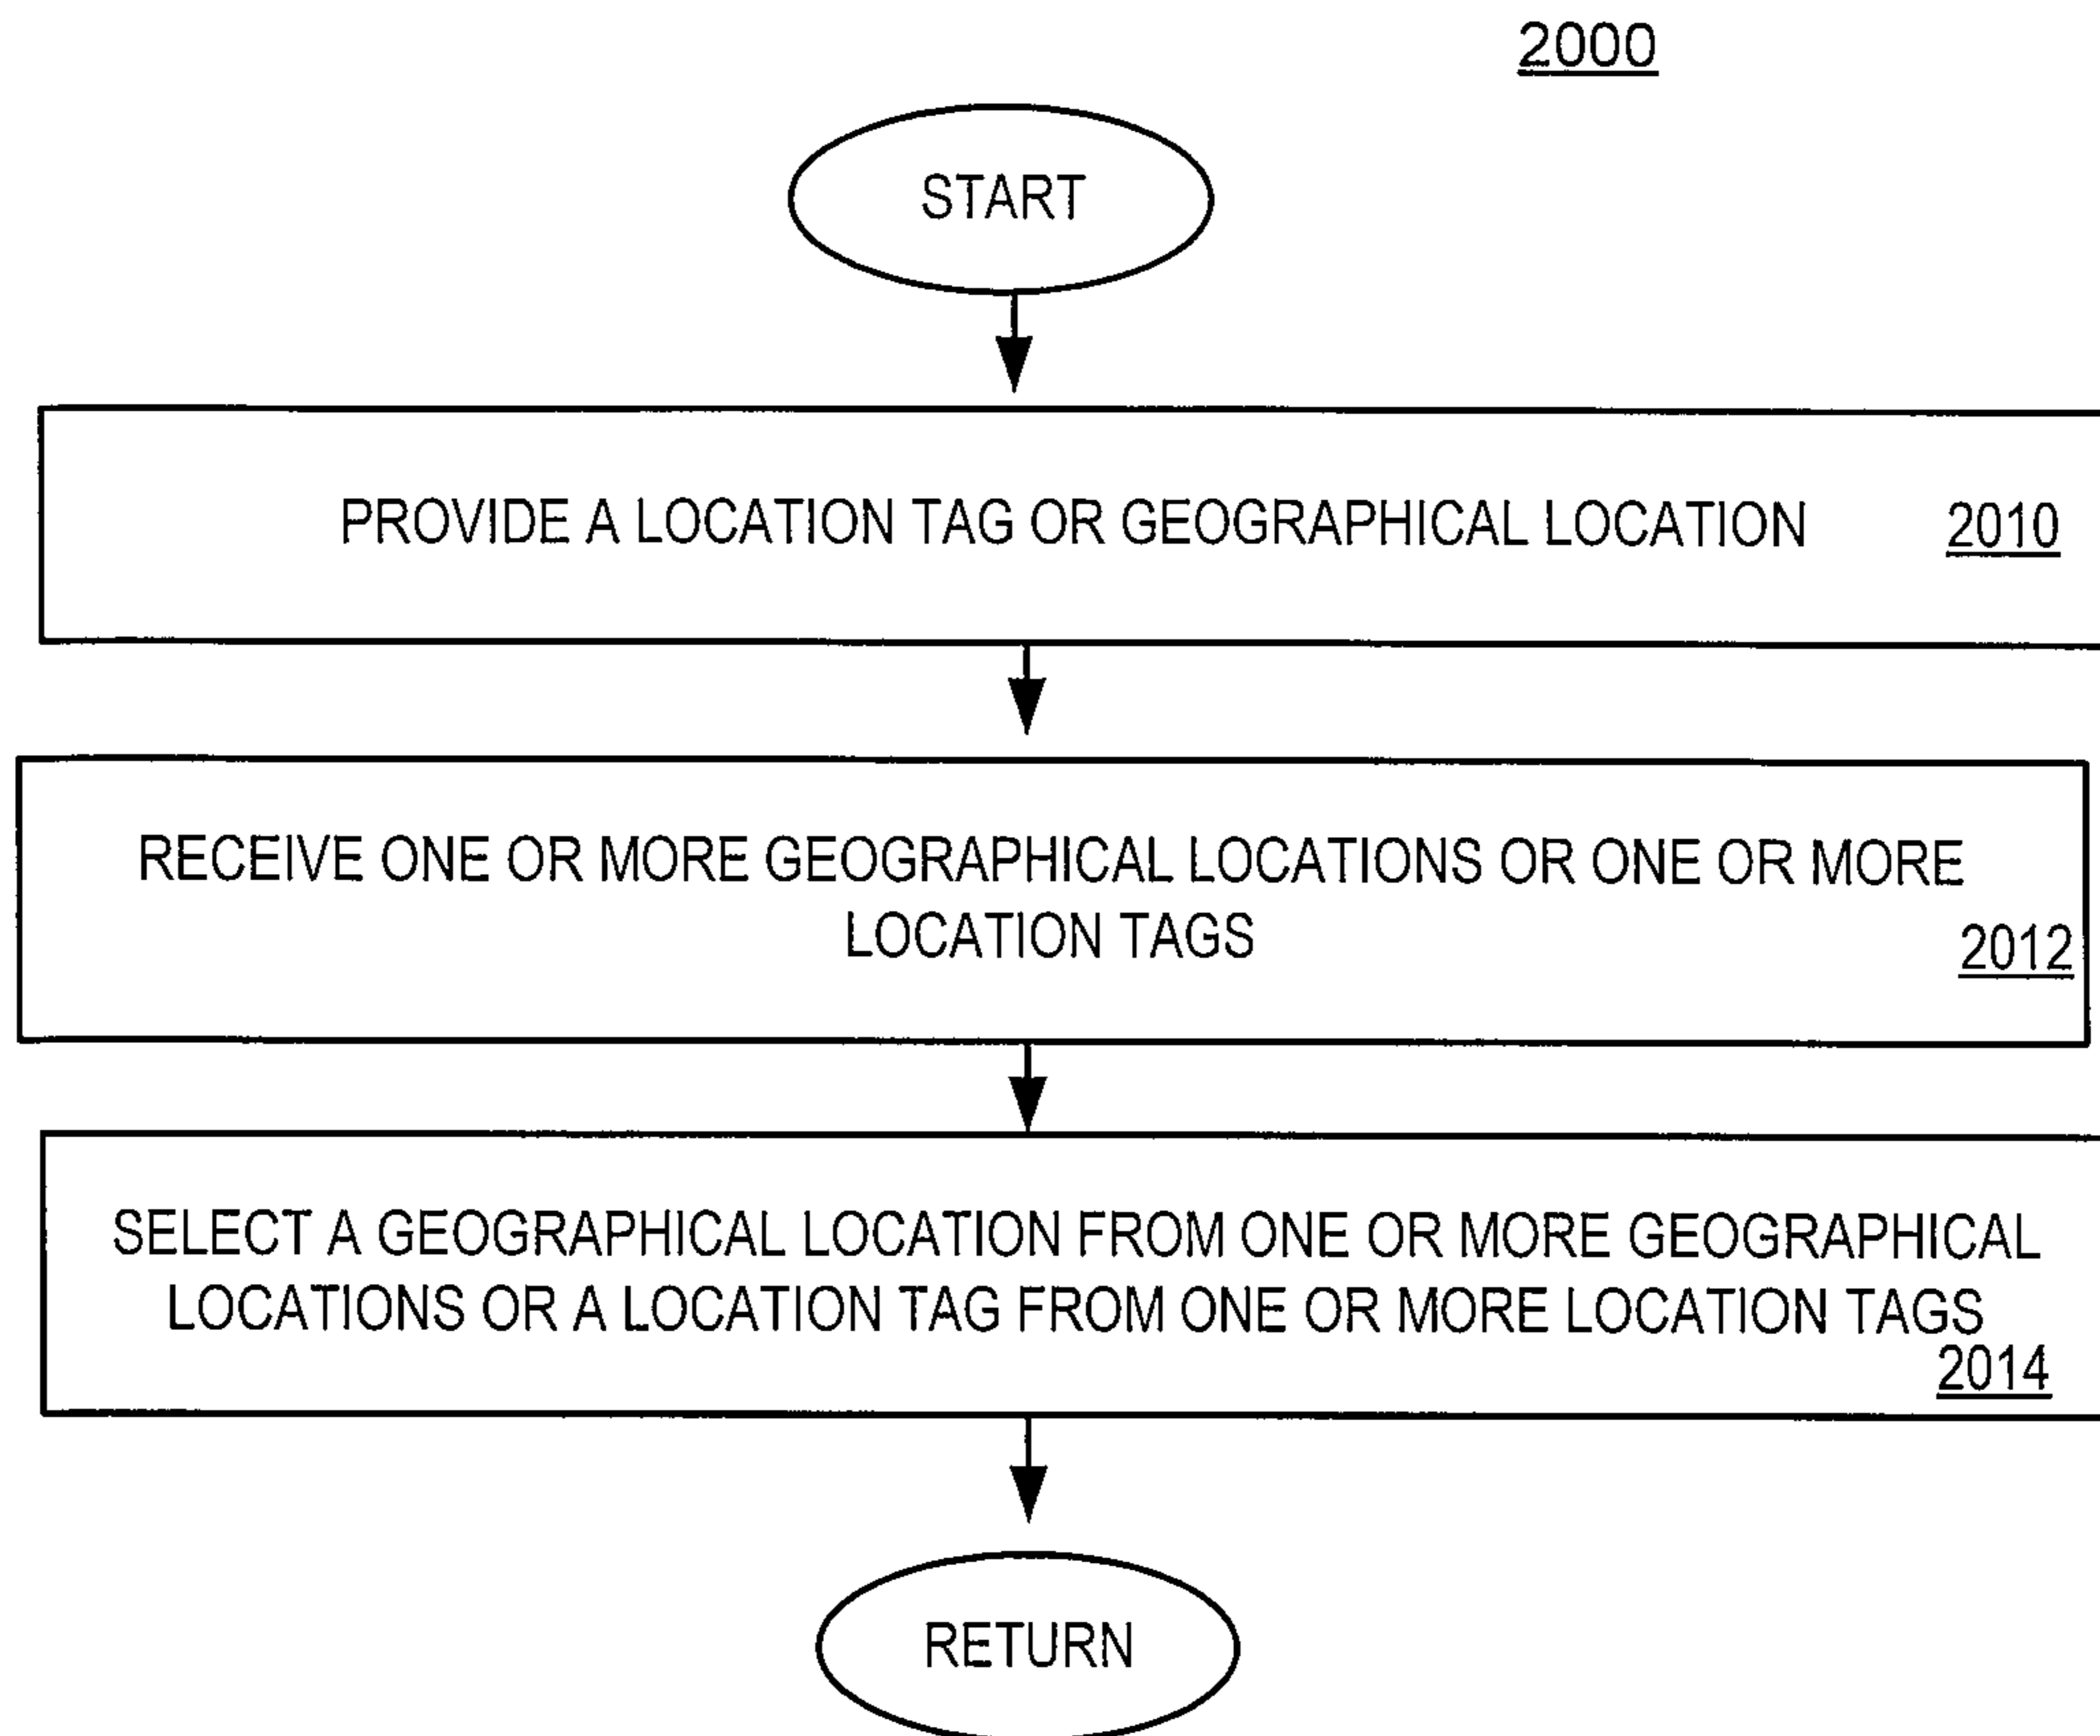 2000
START
PROVIDE A LOCATION TAG OR GEOGRAPHICAL LOCATION 2010
RECEIVE ONE OR MORE GEOGRAPHICAL LOCATIONS OR ONE OR MORE
LOCATION TAGS
2012
SELECT A GEOGRAPHICAL LOCATION FROM ONE OR MORE GEOGRAPHICAL
LOCATIONS OR A LOCATION TAG FROM ONE OR MORE LOCATION TAGS
2014
RETURN